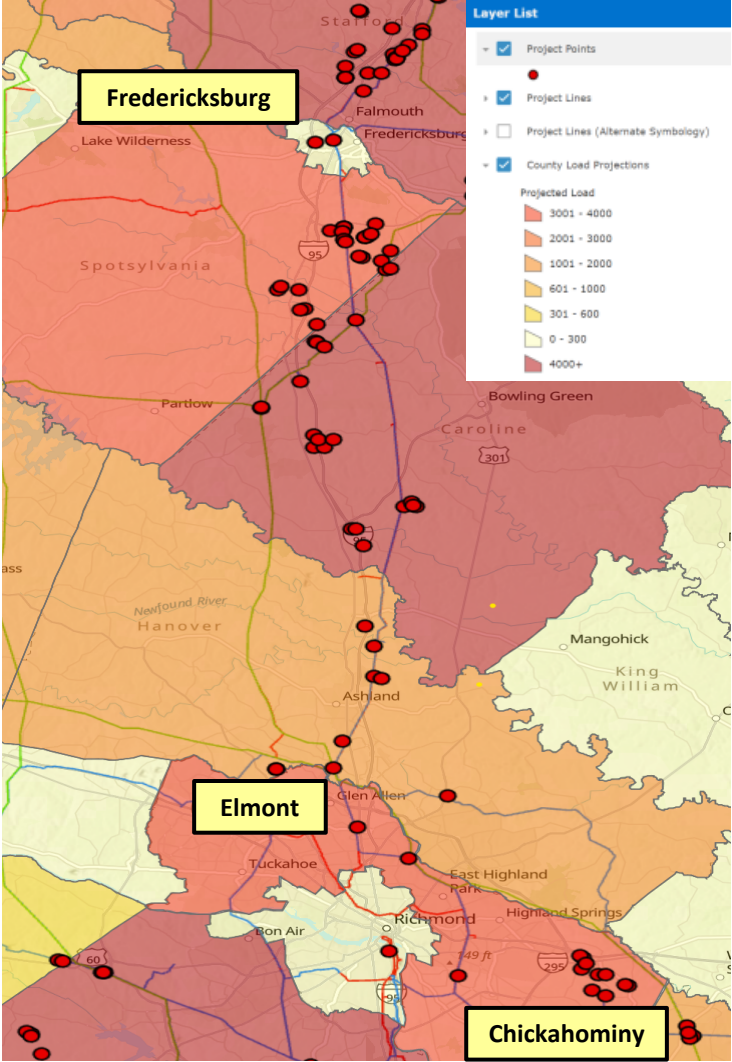 Layer List
Project Points
Project Lines
Project Lines (Alternate Symbology)
County Load Projections
Projected Load
3001 - 4000
2001 - 3000
1001 - 2000
601 - 1000
301 - 600
0 - 300
4000+
Stafford
Fredericksburg
Falmouth
Fredericksburg
Lake Wilderness
95
Spotsylvania
Partlow
Bowling Green
Caroline
301
95
ass
Newfound River
Hanover
Mangohick
King
William
Ashland
Elmont
Glen Allen
Tuckahoe
East Highland
Park
Richmond
Highland Springs
Bon Air
60
149 ft
295
95
Chickahominy